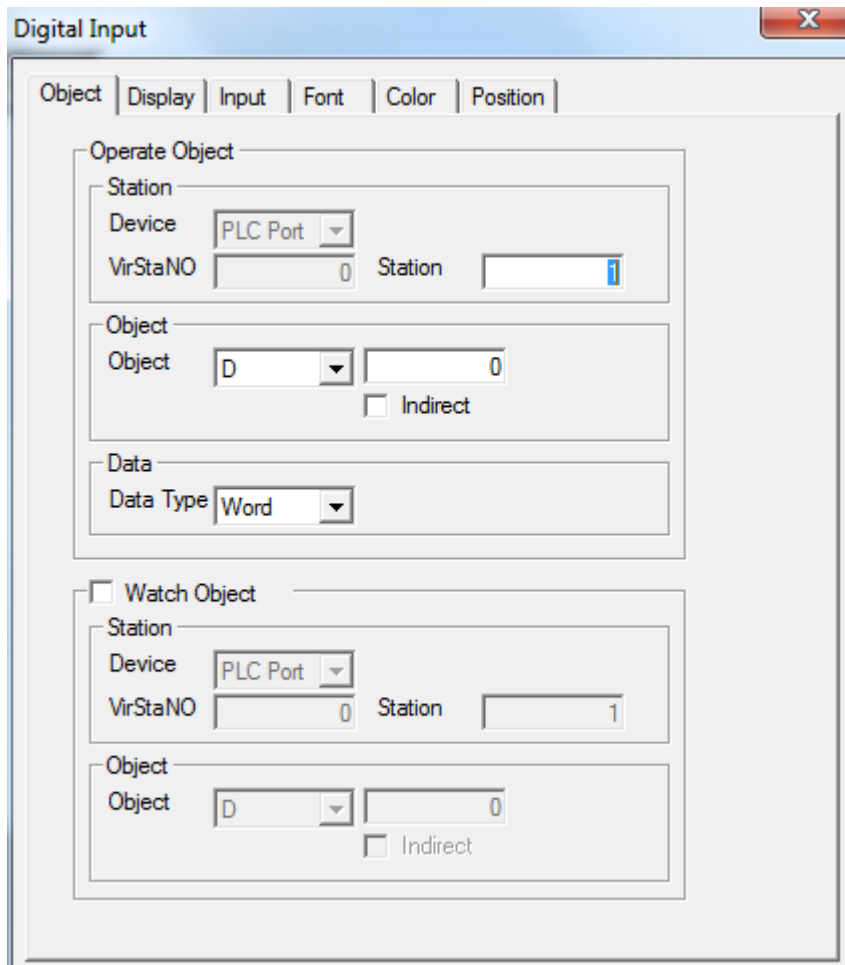 Digital Input
Object Display Input Font Color Position
Operate Object
Station
Device PLC Port
VirStaNO 0 Station 1
Object
Object D 0
Indirect
Data
Data Type Word
Watch Object
Station
Device PLC Port
VirStaNO 0 Station 1
Object
Object D 0
Indirect